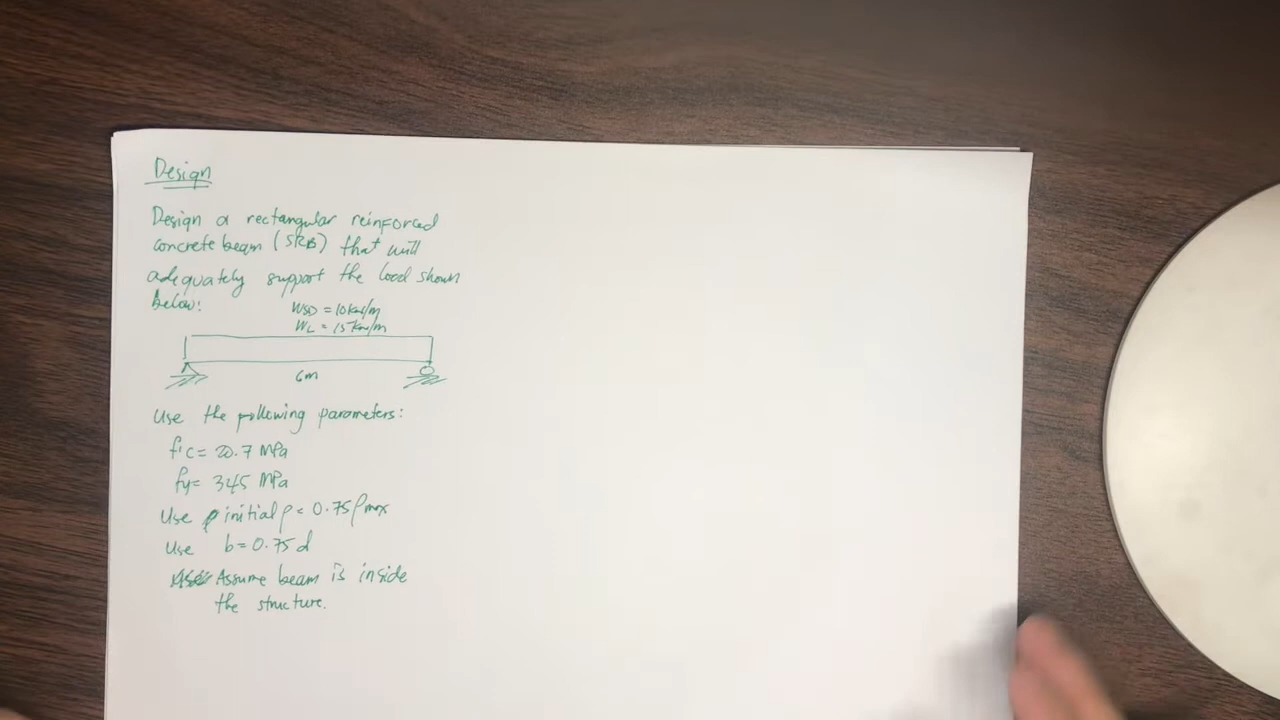 Design
Design a rectangular reinforced
concrete beam (SRB) that will
adequately support the load shown
below:
WSD = 10 kN/m
WL = 15 kN/m
6m
Use the following parameters:
f'c = 20.7 MPa
fy = 345 MPa
Use initial ρ = 0.75 ρmax
Use b = 0.75 d
Assume beam is inside
the structure.